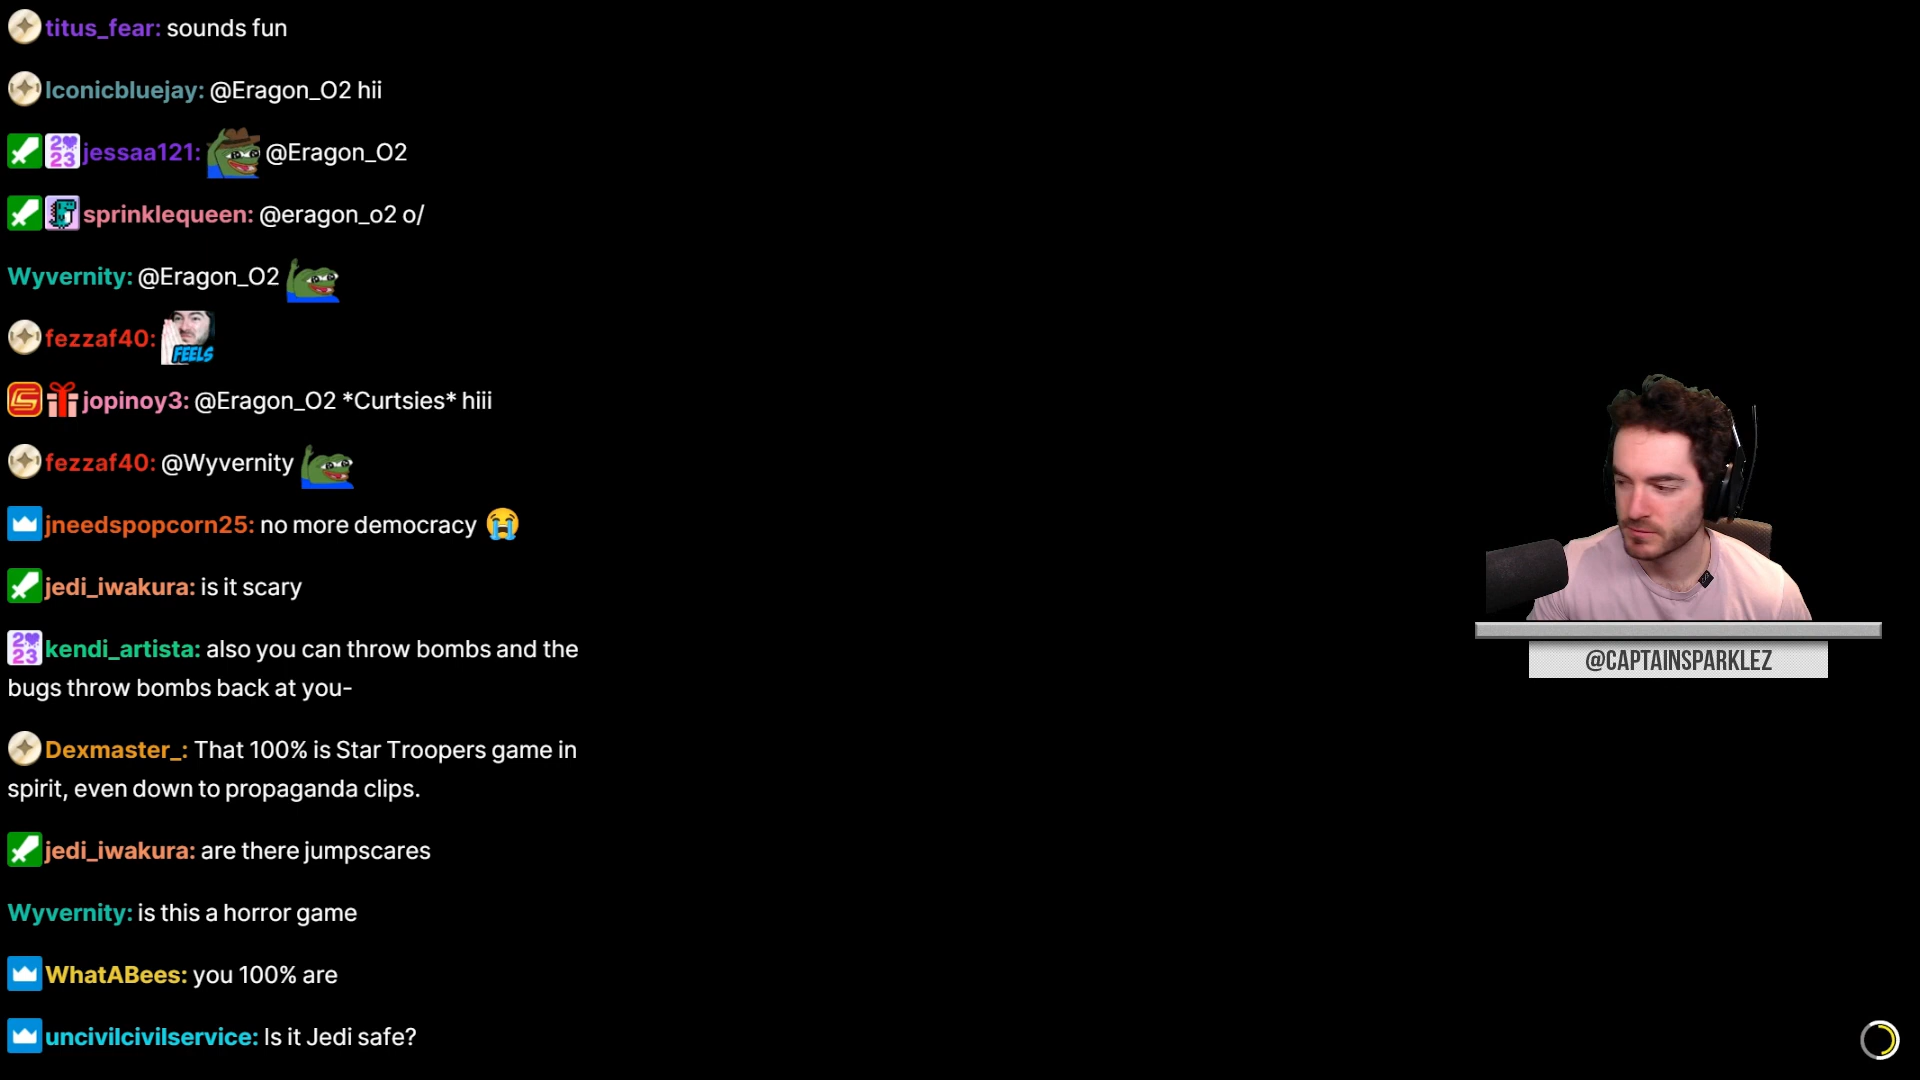 titus_fear: sounds fun
Iconicbluejay: @Eragon_O2 hii
2023 jessaa121: @Eragon_O2
sprinklequeen: @eragon_o2 o/
Wyvernity: @Eragon_O2
fezzaf40: FEELS
jopinoy3: @Eragon_O2 *Curtsies* hiii
fezzaf40: @Wyvernity
jneedspopcorn25: no more democracy 😭
jedi_iwakura: is it scary
2023 kendi_artista: also you can throw bombs and the
bugs throw bombs back at you-
Dexmaster_: That 100% is Star Troopers game in
spirit, even down to propaganda clips.
jedi_iwakura: are there jumpscares
Wyvernity: is this a horror game
WhatABees: you 100% are
uncivilcivilservice: Is it Jedi safe?
@CAPTAINSPARKLEZ